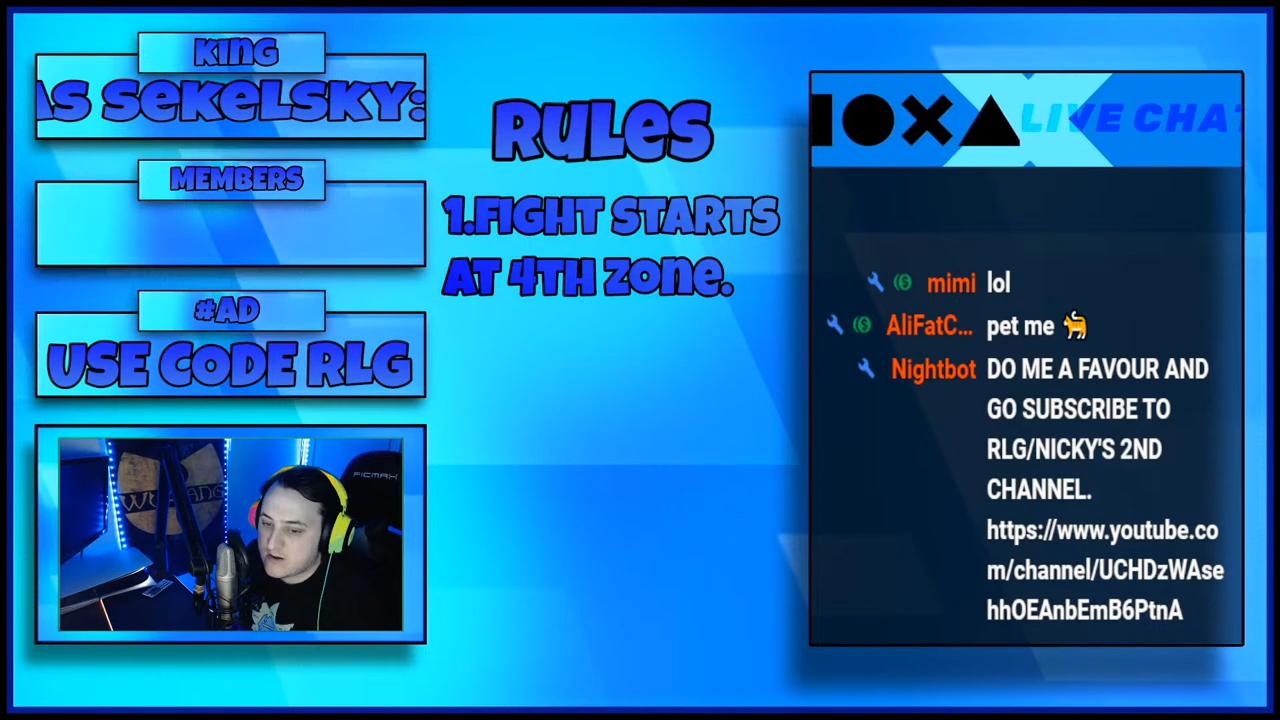 King
AS SEKELSKY:
MEMBERS
#AD
USE CODE RLG
RULES
1.FIGHT STARTS
AT 4TH ZONE.
LIVE CHAT
mimi lol
AliFatC... pet me
Nightbot DO ME A FAVOUR AND
GO SUBSCRIBE TO
RLG/NICKY'S 2ND
CHANNEL.
https://www.youtube.co
m/channel/UCHDzWAse
hhOEAnbEmB6PtnA
FICMAX